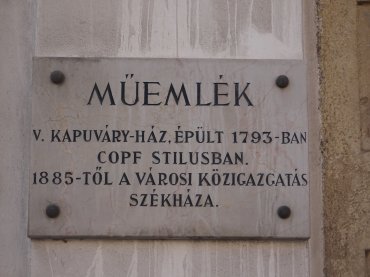 MŰEMLÉK
V. KAPUVÁRY-HÁZ, ÉPÜLT 1793-BAN
COPF STILUSBAN.
1885-TŐL A VÁROSI KÖZIGAZGATÁS
SZÉKHÁZA.